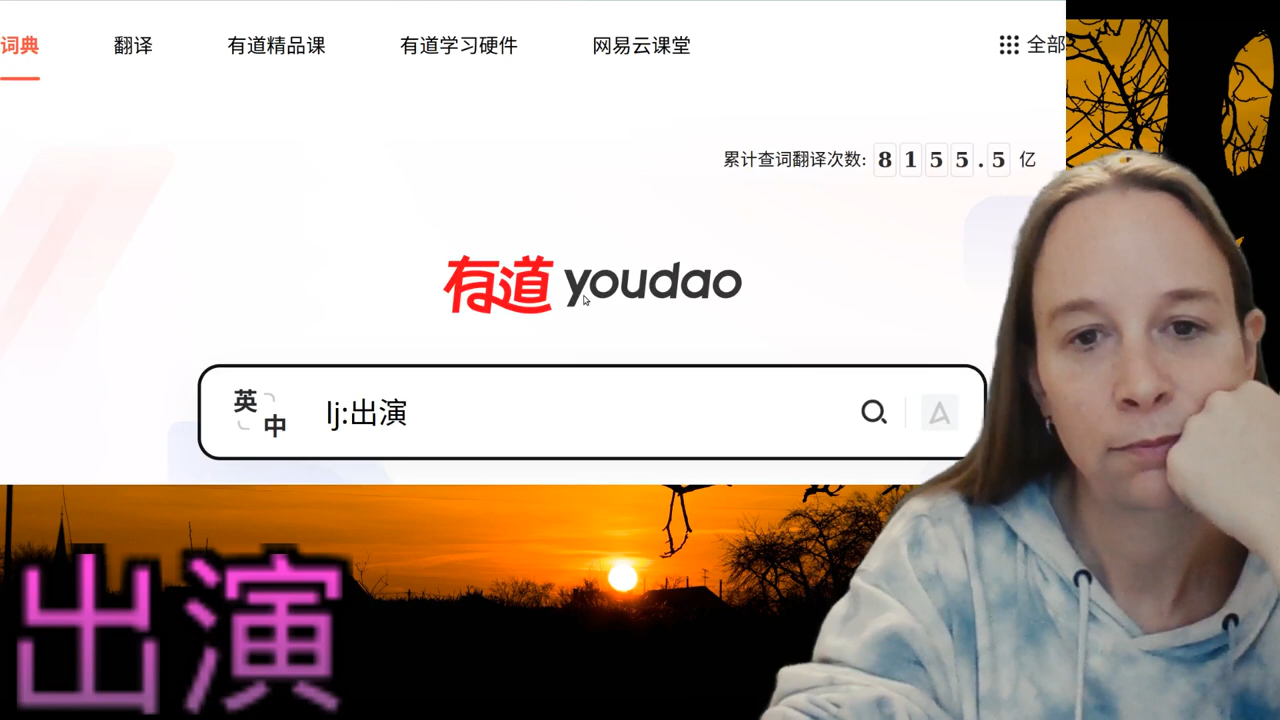 词典 翻译 有道精品课 有道学习硬件 网易云课堂 全部
累计查词翻译次数: 8155.5 亿
有道 youdao
英中 lj:出演
出演